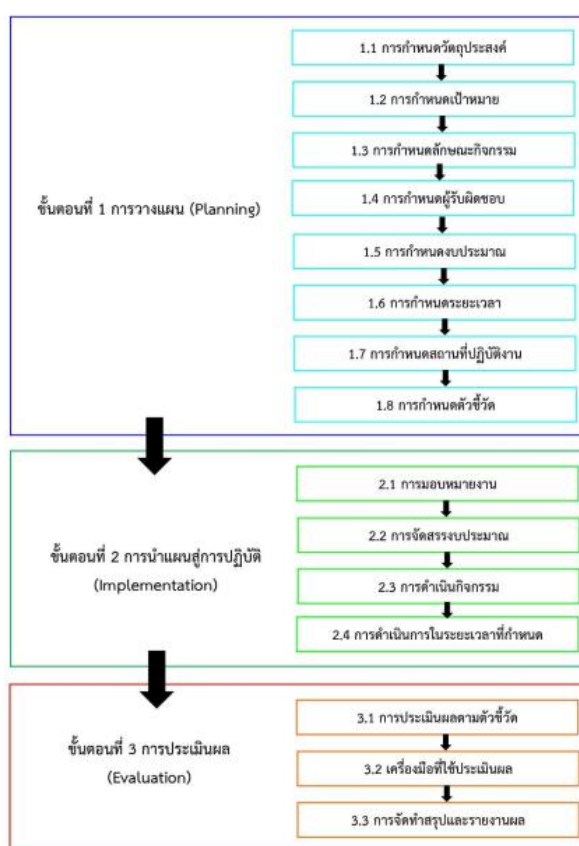 ขั้นตอนที่ 1 การวางแผน (Planning)
1.1 การกำหนดวัตถุประสงค์
1.2 การกำหนดเป้าหมาย
1.3 การกำหนดลักษณะกิจกรรม
1.4 การกำหนดผู้รับผิดชอบ
1.5 การกำหนดงบประมาณ
1.6 การกำหนดระยะเวลา
1.7 การกำหนดสถานที่ปฏิบัติงาน
1.8 การกำหนดตัวชี้วัด
ขั้นตอนที่ 2 การนำแผนสู่การปฏิบัติ
(Implementation)
2.1 การมอบหมายงาน
2.2 การจัดสรรงบประมาณ
2.3 การดำเนินกิจกรรม
2.4 การดำเนินการในระยะเวลาที่กำหนด
ขั้นตอนที่ 3 การประเมินผล
(Evaluation)
3.1 การประเมินผลตามตัวชี้วัด
3.2 เครื่องมือที่ใช้ประเมินผล
3.3 การจัดทำสรุปและรายงานผล